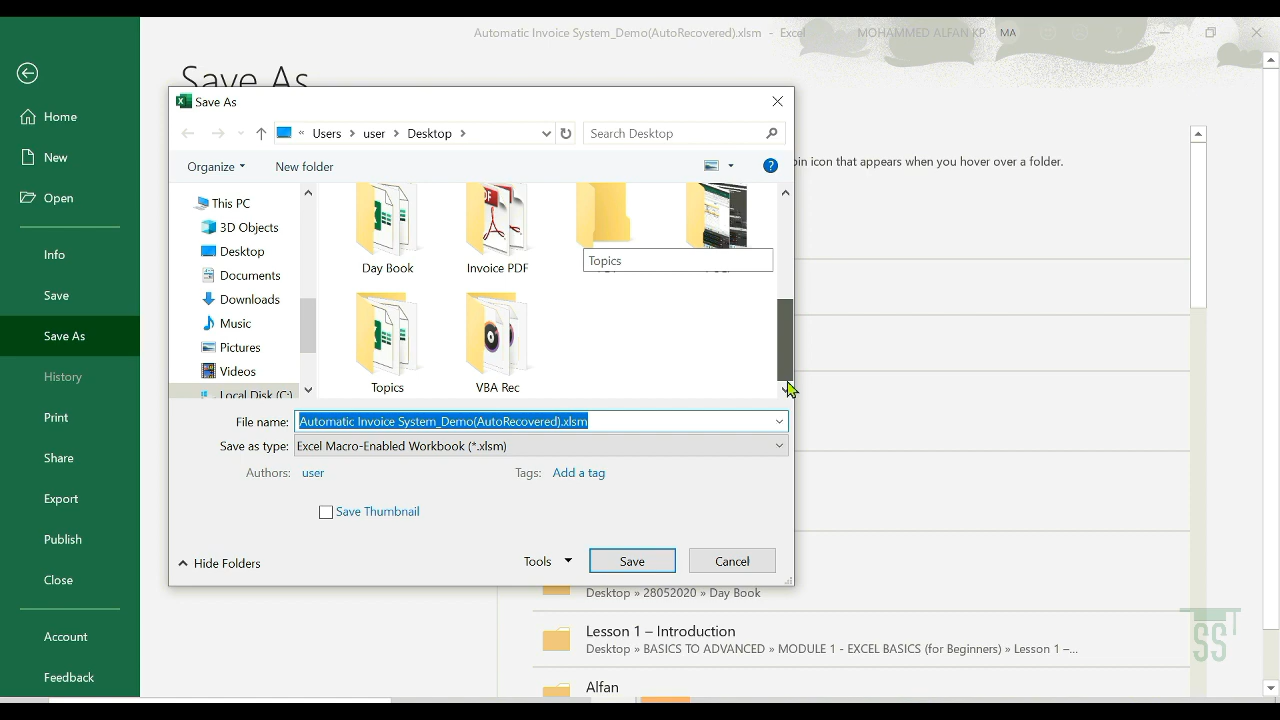 Automatic Invoice System_Demo(AutoRecovered).xlsm - Excel
MOHAMMED ALFAN KP
MA
Save As
Home
New
Open
Info
Save
Save As
History
Print
Share
Export
Publish
Close
Account
Feedback
Save As
« Users > user > Desktop >
Search Desktop
Organize
New folder
This PC
3D Objects
Desktop
Documents
Downloads
Music
Pictures
Videos
Local Disk (C:)
Day Book
Invoice PDF
Topics
Topics
VBA Rec
File name: Automatic Invoice System_Demo(AutoRecovered).xlsm
Save as type: Excel Macro-Enabled Workbook (*.xlsm)
Authors: user
Tags: Add a tag
Save Thumbnail
Hide Folders
Tools
Save
Cancel
icon that appears when you hover over a folder.
Desktop » 28052020 » Day Book
Lesson 1 – Introduction
Desktop » BASICS TO ADVANCED » MODULE 1 - EXCEL BASICS (for Beginners) » Lesson 1 –...
Alfan